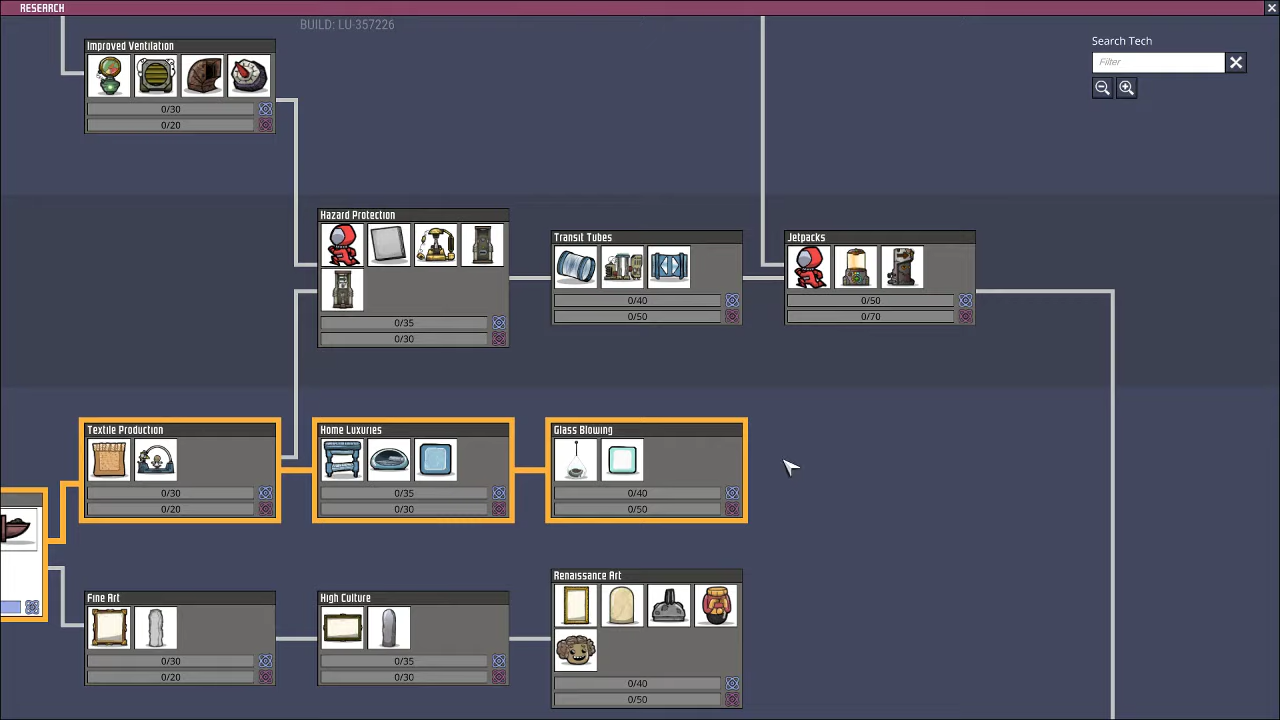 RESEARCH
BUILD: LU-357226
Search Tech
Filter
Improved Ventilation
0/30
0/20
Hazard Protection
0/35
0/30
Transit Tubes
0/40
0/50
Jetpacks
0/50
0/70
Textile Production
0/30
0/20
Home Luxuries
0/35
0/30
Glass Blowing
0/40
0/50
Fine Art
0/30
0/20
High Culture
0/35
0/30
Renaissance Art
0/40
0/50